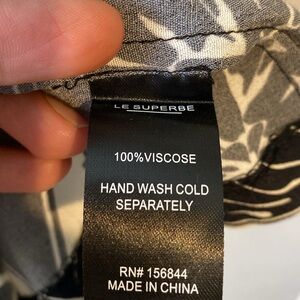 LE SUPERBE
100%VISCOSE
HAND WASH COLD
SEPARATELY
RN# 156844
MADE IN CHINA